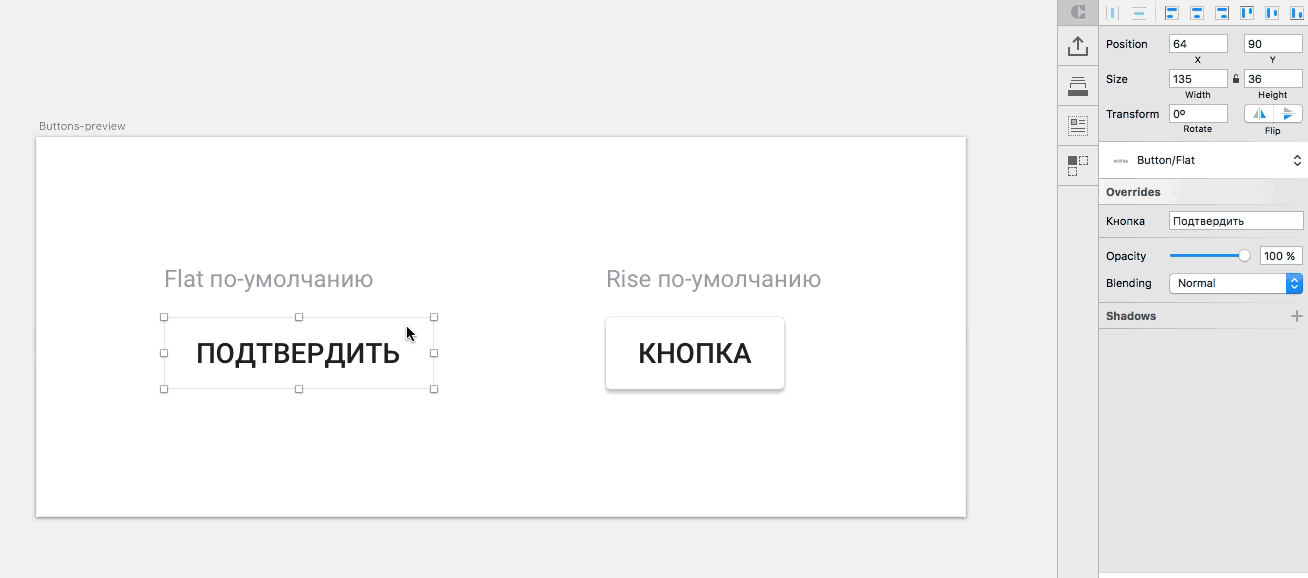 Buttons-preview
Flat по-умолчанию
Rise по-умолчанию
ПОДТВЕРДИТЬ
КНОПКА
Position 64 90
X Y
Size 135 36
Width Height
Transform 0º
Rotate Flip
Button/Flat
Overrides
Кнопка Подтвердить
Opacity 100 %
Blending Normal
Shadows